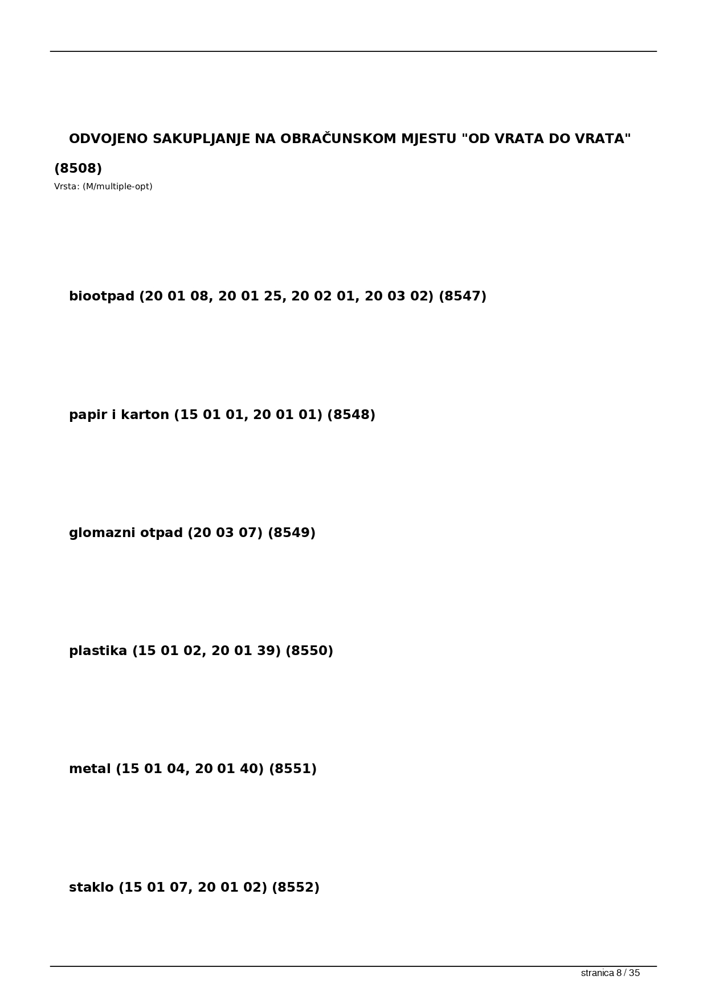 ODVOJENO SAKUPLJANJE NA OBRAČUNSKOM MJESTU "OD VRATA DO VRATA"
(8508)
Vrsta: (M/multiple-opt)
biootpad (20 01 08, 20 01 25, 20 02 01, 20 03 02) (8547)
papir i karton (15 01 01, 20 01 01) (8548)
glomazni otpad (20 03 07) (8549)
plastika (15 01 02, 20 01 39) (8550)
metal (15 01 04, 20 01 40) (8551)
staklo (15 01 07, 20 01 02) (8552)
stranica 8 / 35